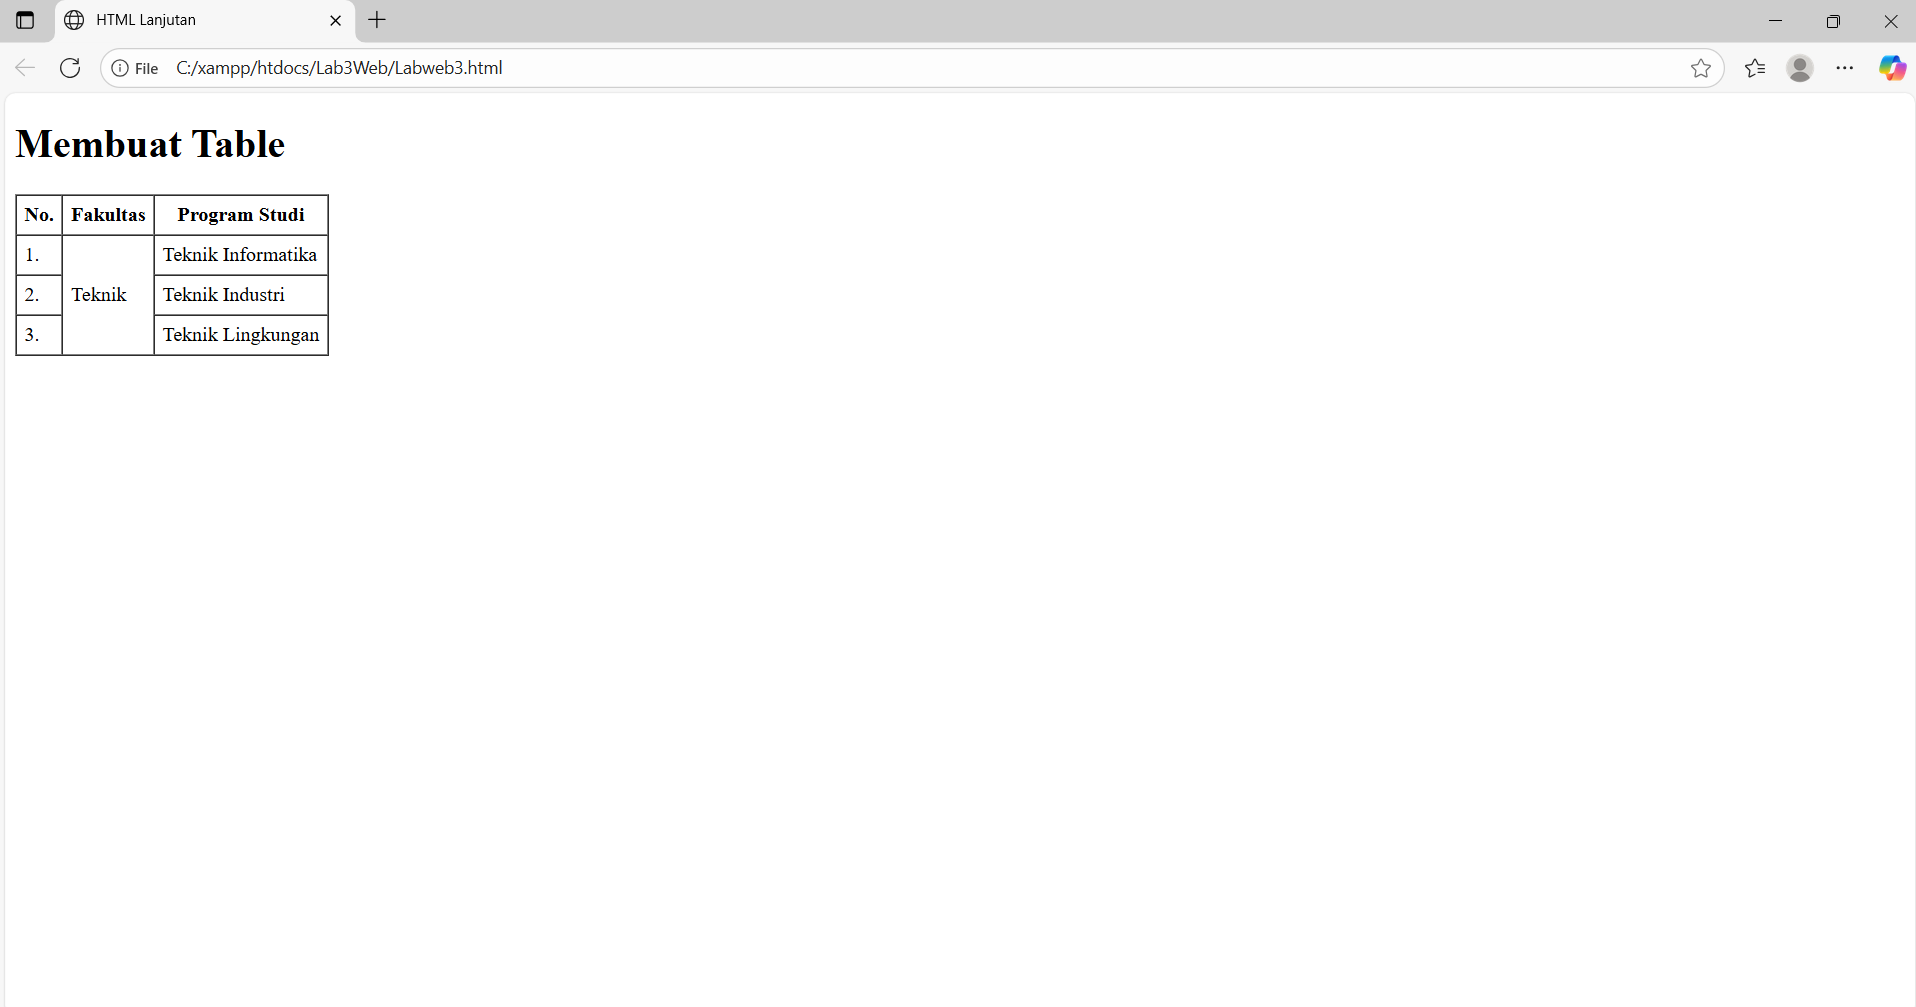 HTML Lanjutan
File C:/xampp/htdocs/Lab3Web/Labweb3.html
Membuat Table
No. Fakultas Program Studi
1. Teknik Informatika
2. Teknik Teknik Industri
3. Teknik Lingkungan